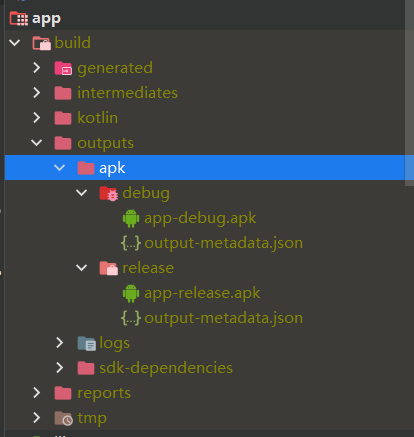 app
build
generated
intermediates
kotlin
outputs
apk
debug
app-debug.apk
{...} output-metadata.json
release
app-release.apk
{...} output-metadata.json
logs
sdk-dependencies
reports
tmp